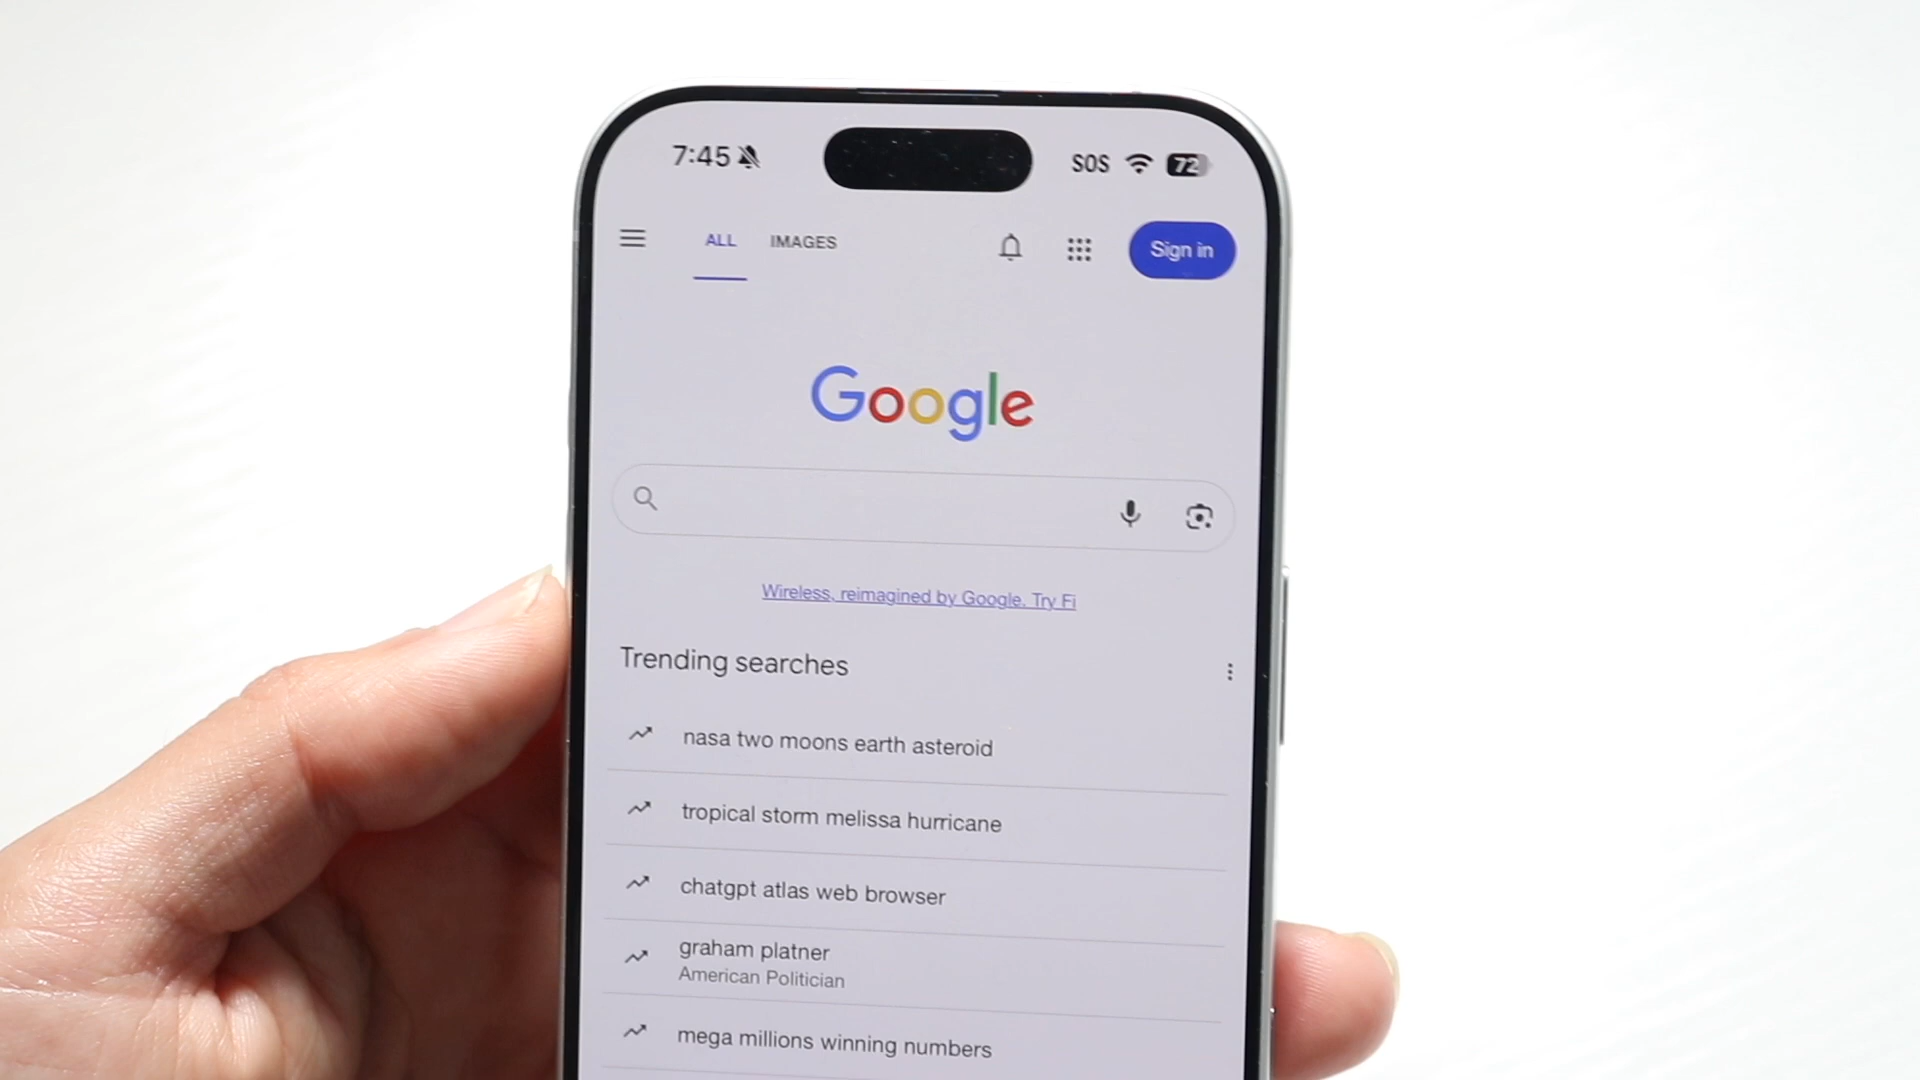 7:45 SOS 72
ALL IMAGES Sign in
Google
Wireless, reimagined by Google. Try Fi
Trending searches
nasa two moons earth asteroid
tropical storm melissa hurricane
chatgpt atlas web browser
graham platner
American Politician
mega millions winning numbers